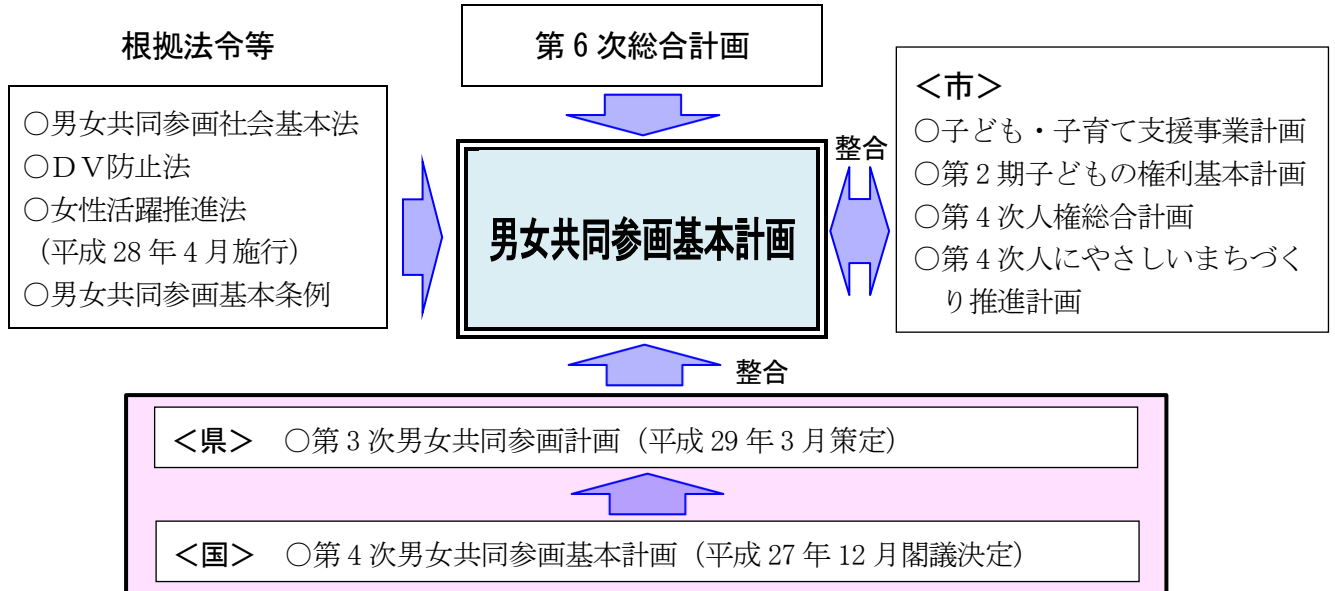 根拠法令等
○男女共同参画社会基本法
○DV防止法
○女性活躍推進法
(平成28年4月施行)
○男女共同参画基本条例
第6次総合計画
男女共同参画基本計画
整合
<市>
○子ども・子育て支援事業計画
○第2期子どもの権利基本計画
○第4次人権総合計画
○第4次人にやさしいまちづく
り推進計画
整合
<県> ○第3次男女共同参画計画(平成29年3月策定)
<国> ○第4次男女共同参画基本計画(平成27年12月閣議決定)